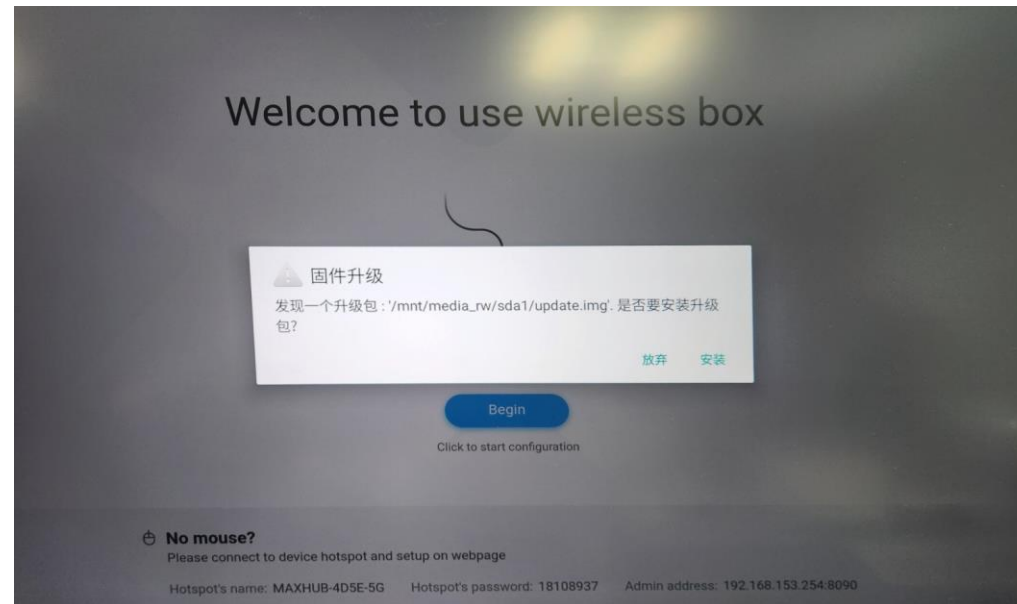 Welcome to use wireless box
固件升级
发现一个升级包 : '/mnt/media_rw/sda1/update.img'. 是否要安装升级
包?
放弃 安装
Begin
Click to start configuration
No mouse?
Please connect to device hotspot and setup on webpage
Hotspot's name: MAXHUB-4D5E-5G Hotspot's password: 18108937 Admin address: 192.168.153.254:8090